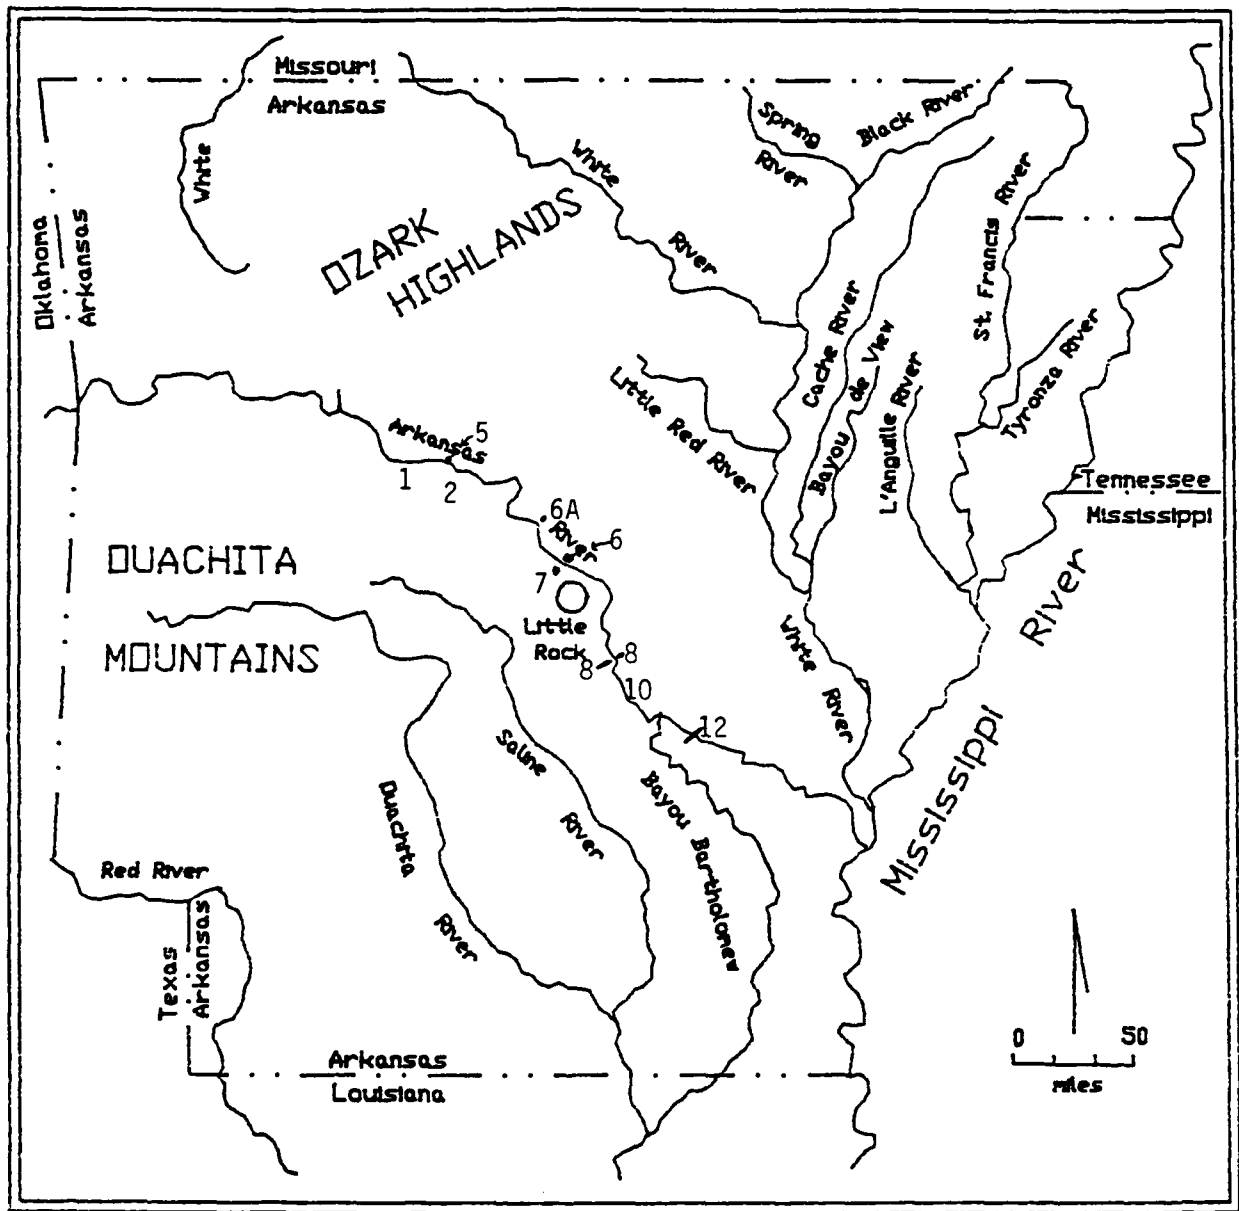 Missouri
Arkansas
White
Oklahoma
Arkansas
OZARK
HIGHLANDS
White
River
Spring
River
Black River
St. Francis River
Cache River
Bayou de View
L'Anguille River
Tyronza River
Little Red River
Arkansas
River
5
1
2
6A
6
7
Tennessee
Mississippi
OUACHITA
MOUNTAINS
Little
Rock
8
8
10
12
White
River
Mississippi River
Saline
River
Ouachita
River
Bayou Bartholomew
Red River
Texas
Arkansas
Arkansas
Louisiana
0 50
miles